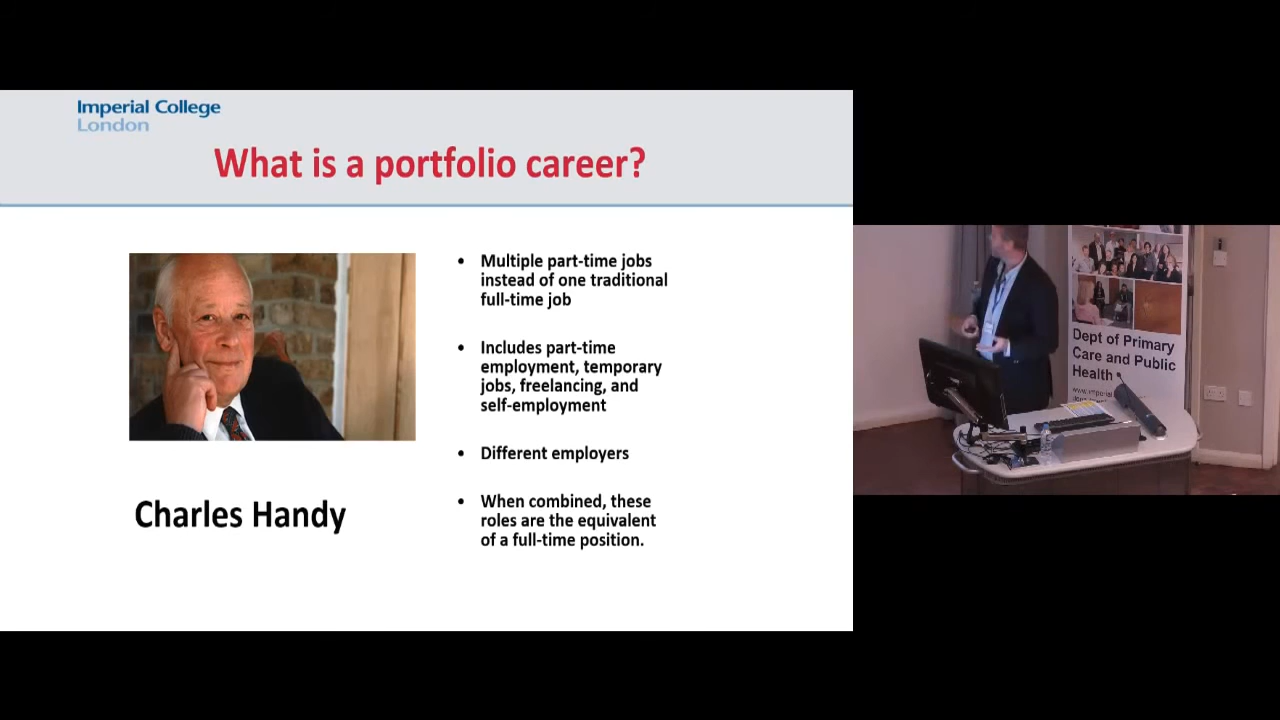 Imperial College
London
What is a portfolio career?
• Multiple part-time jobs
instead of one traditional
full-time job
• Includes part-time
employment, temporary
jobs, freelancing, and
self-employment
• Different employers
• When combined, these
roles are the equivalent
of a full-time position.
Charles Handy
Dept of Primary
Care and Public
Health